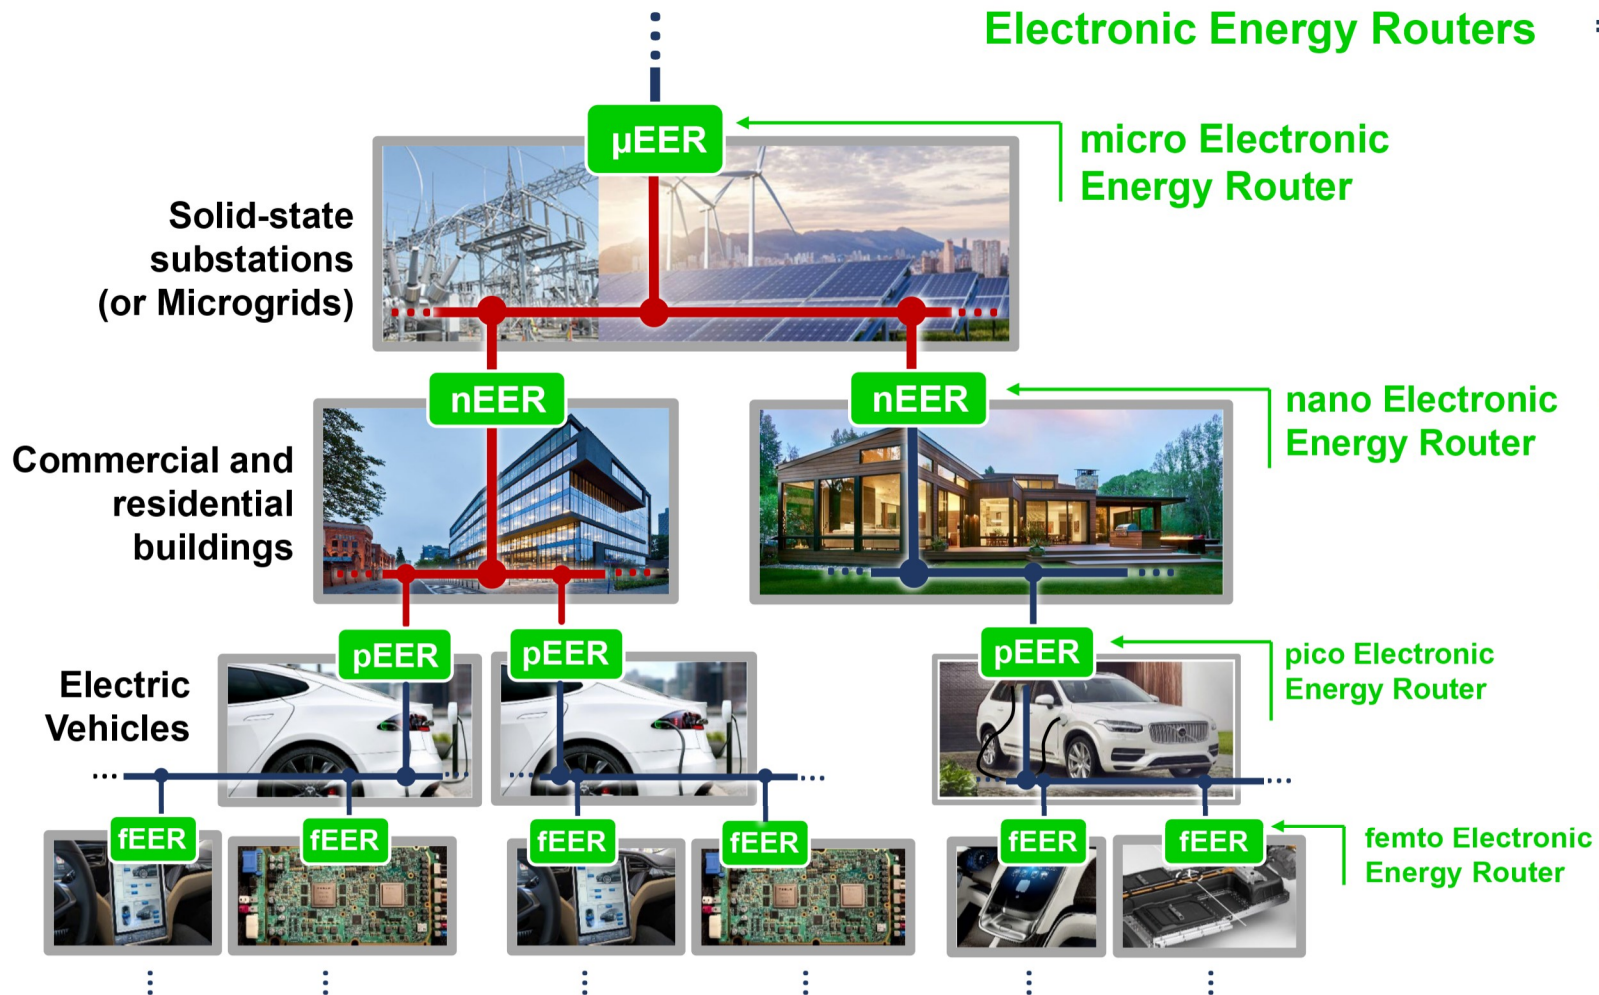 Electronic Energy Routers
µEER
micro Electronic
Energy Router
Solid-state
substations
(or Microgrids)
nEER
nEER
nano Electronic
Energy Router
Commercial and
residential
buildings
pEER
pEER
pEER
pico Electronic
Energy Router
Electric
Vehicles
fEER
fEER
fEER
fEER
fEER
fEER
femto Electronic
Energy Router